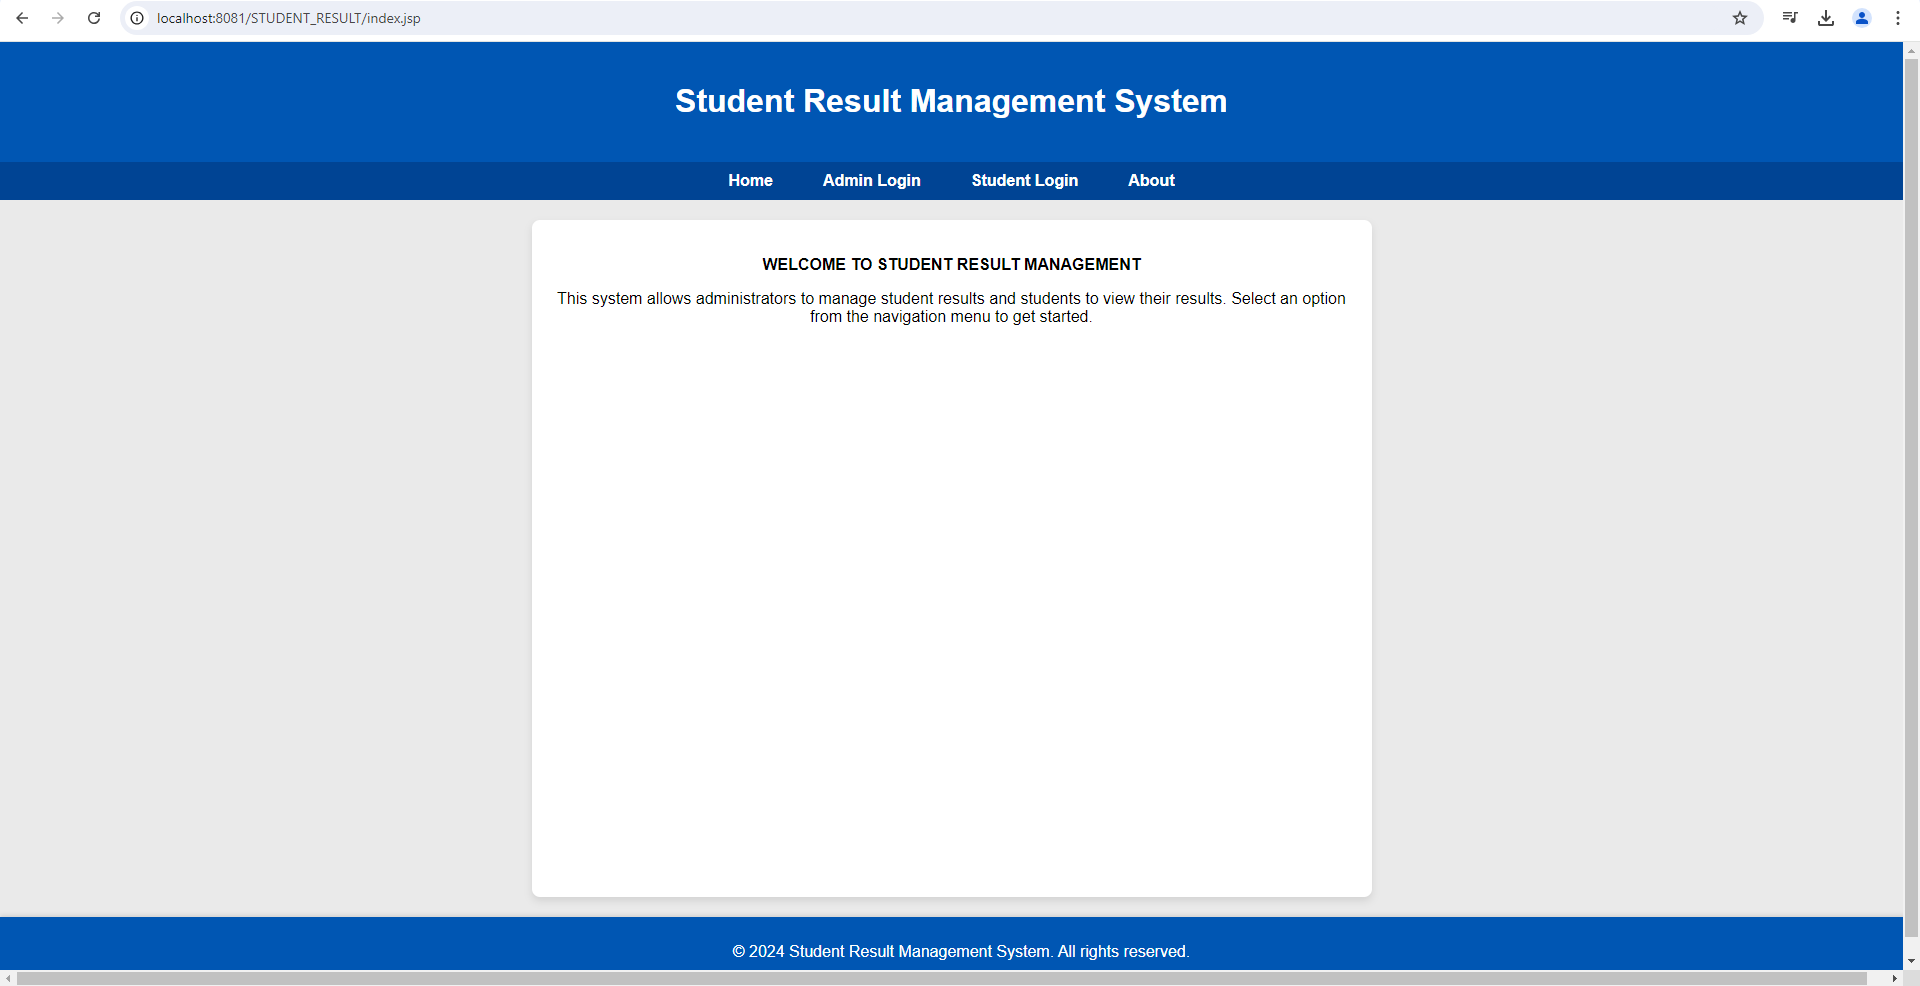 localhost:8081/STUDENT_RESULT/index.jsp
Student Result Management System
Home Admin Login Student Login About
WELCOME TO STUDENT RESULT MANAGEMENT
This system allows administrators to manage student results and students to view their results. Select an option
from the navigation menu to get started.
© 2024 Student Result Management System. All rights reserved.